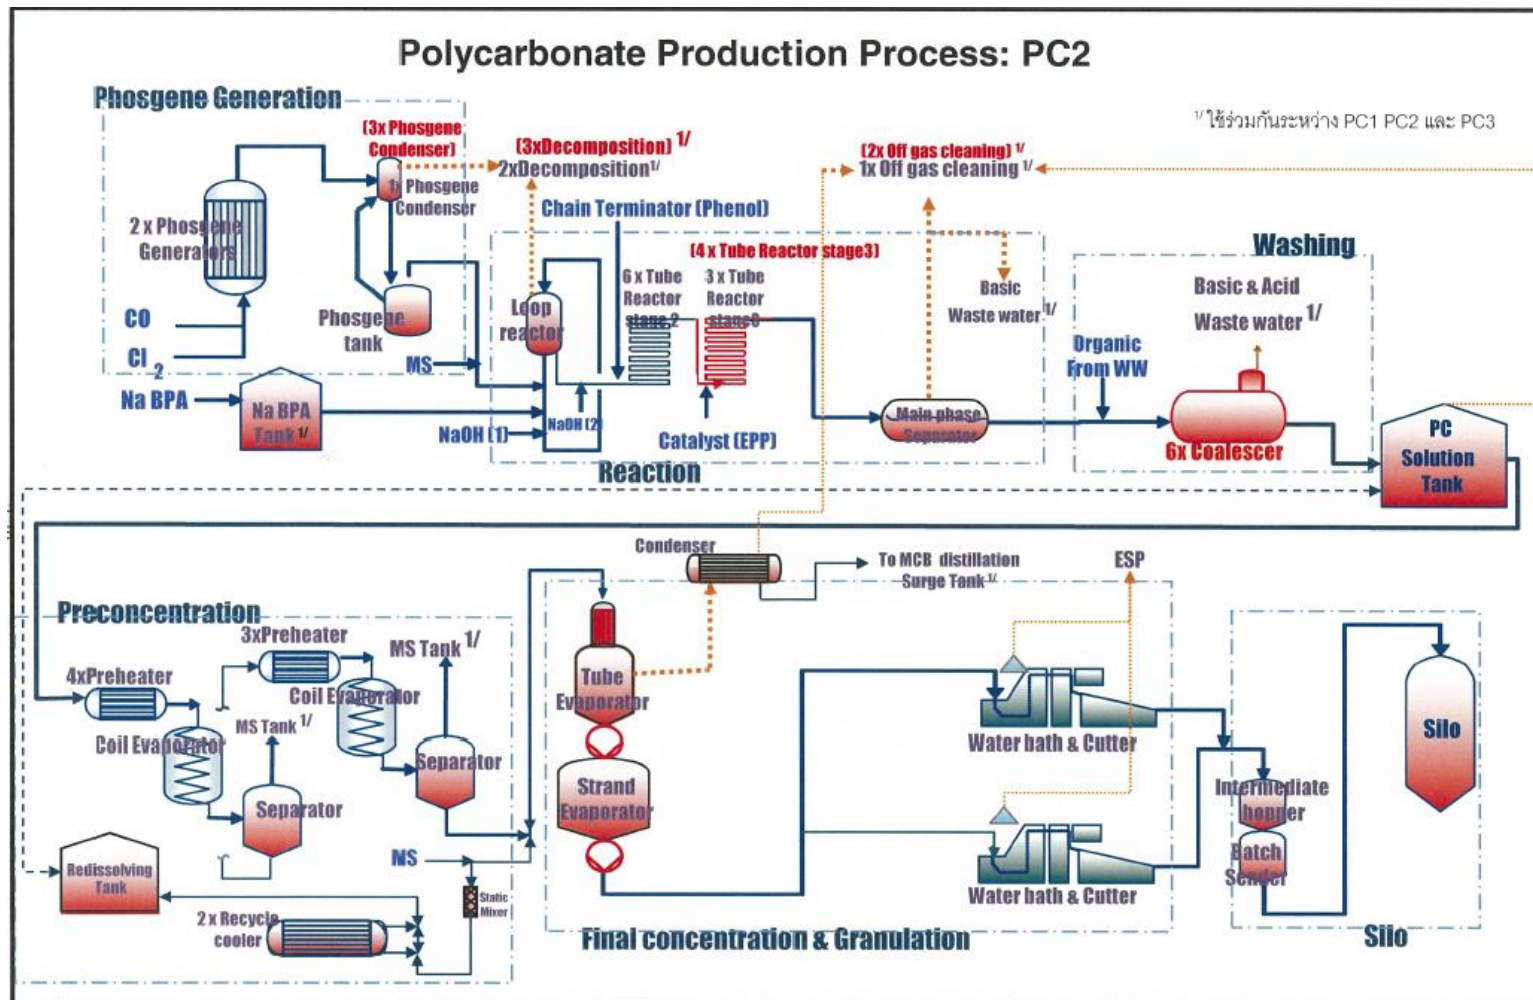 Polycarbonate Production Process: PC2
Phosgene Generation
1/ ใช้ร่วมกันระหว่าง PC1 PC2 และ PC3
(3x Phosgene
Condenser)
1x Phosgene
Condenser
(3xDecomposition) 1/
2xDecomposition 1/
(2x Off gas cleaning) 1/
1x Off gas cleaning 1/
2 x Phosgene
Generators
Chain Terminator (Phenol)
(4 x Tube Reactor stage3)
Washing
6 x Tube
Reactor
stage 2
3 x Tube
Reactor
Basic
Waste water 1/
Basic & Acid
Waste water 1/
CO
Cl 2
Phosgene
tank
Loop
reactor
MS
Organic
From WW
Na BPA
Na BPA
Tank 1/
NaOH (1)
NaOH (2)
Catalyst (EPP)
Main phase
Separator
6x Coalescer
PC
Solution
Tank
Reaction
Condenser
To MCB distillation
Surge Tank 1/
ESP
Preconcentration
3xPreheater
MS Tank 1/
4xPreheater
Coil Evaporator
MS Tank 1/
Coil Evaporator
Separator
Separator
Tube
Evaporator
Strand
Evaporator
Water bath & Cutter
Silo
Intermediate
hopper
Batch
Sender
MS
Static
Mixer
Redissolving
Tank
2 x Recycle
cooler
Water bath & Cutter
Final concentration & Granulation
Silo